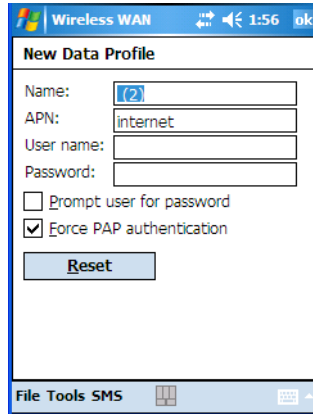 Wireless WAN 1:56 ok
New Data Profile
Name: (2)
APN: internet
User name:
Password:
Prompt user for password
Force PAP authentication
Reset
File Tools SMS